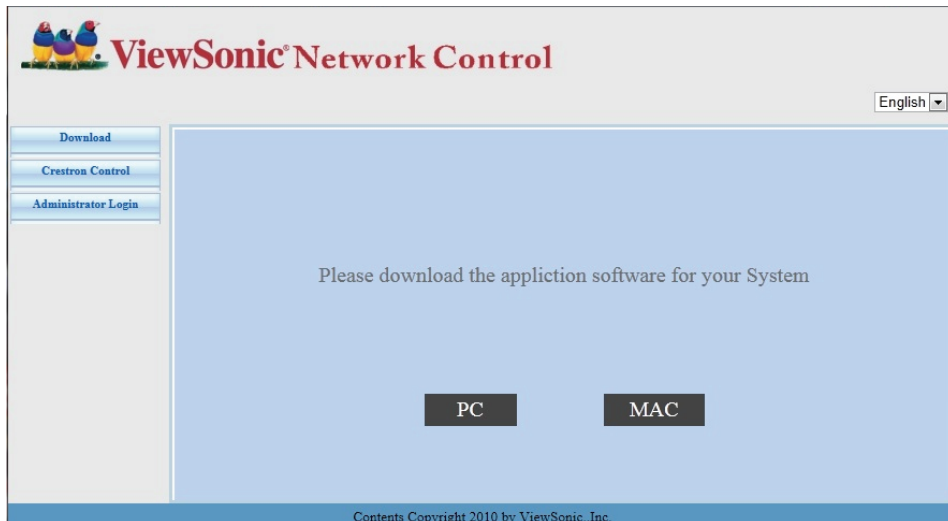 ViewSonic® Network Control
English
Download
Crestron Control
Administrator Login
Please download the appliction software for your System
PC
MAC
Contents Copyright 2010 by ViewSonic, Inc.